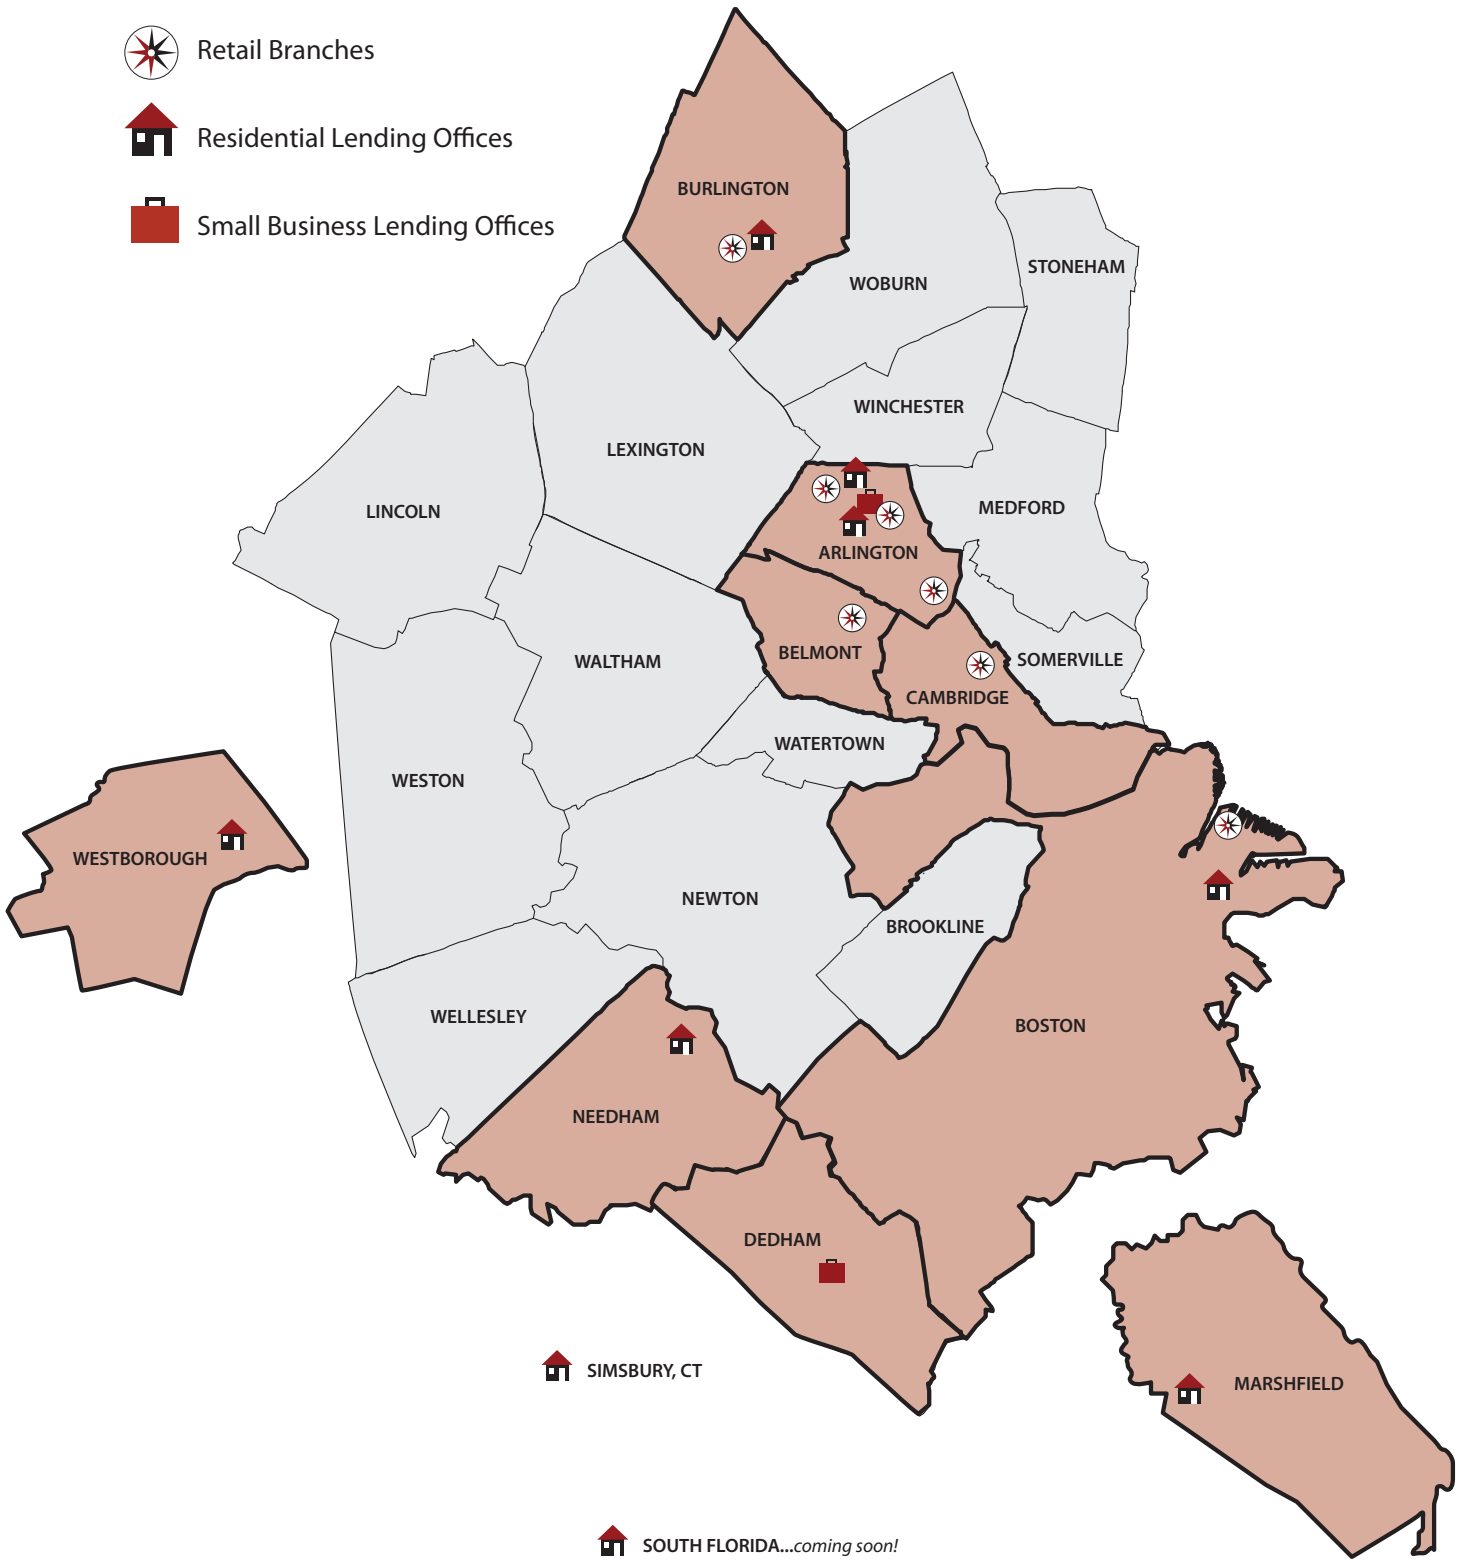 Retail Branches
Residential Lending Offices
Small Business Lending Offices
BURLINGTON
STONEHAM
WOBURN
WINCHESTER
LEXINGTON
MEDFORD
LINCOLN
ARLINGTON
BELMONT
SOMERVILLE
WALTHAM
CAMBRIDGE
WATERTOWN
WESTON
WESTBOROUGH
NEWTON
BROOKLINE
WELLESLEY
BOSTON
NEEDHAM
DEDHAM
SIMSBURY, CT
MARSHFIELD
SOUTH FLORIDA...coming soon!